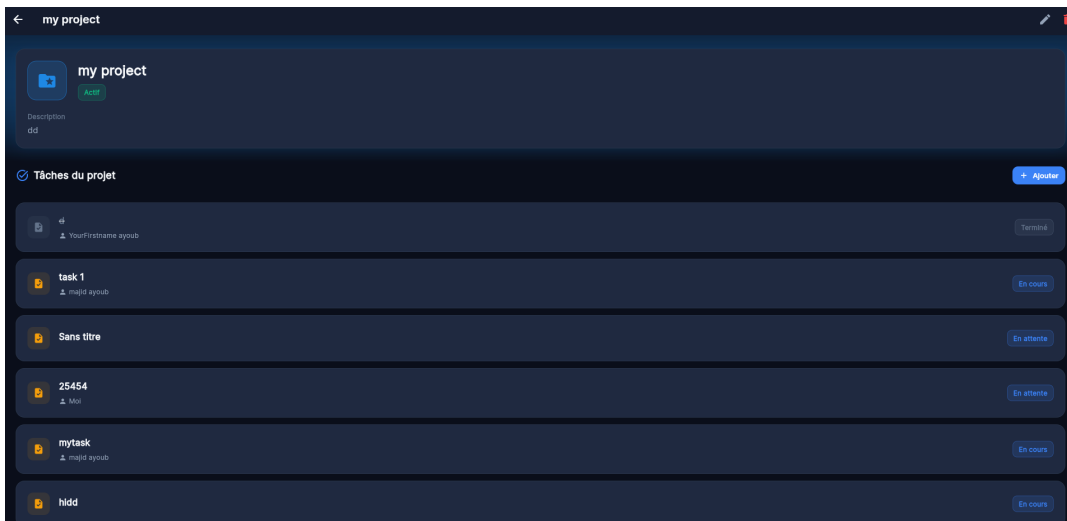 my project
my project
Actif
Description
dd
Tâches du projet
+ Ajouter
YourFirstname ayoub
Terminé
task 1
majid ayoub
En cours
Sans titre
En attente
25454
Moi
En attente
mytask
majid ayoub
En cours
hidd
En cours